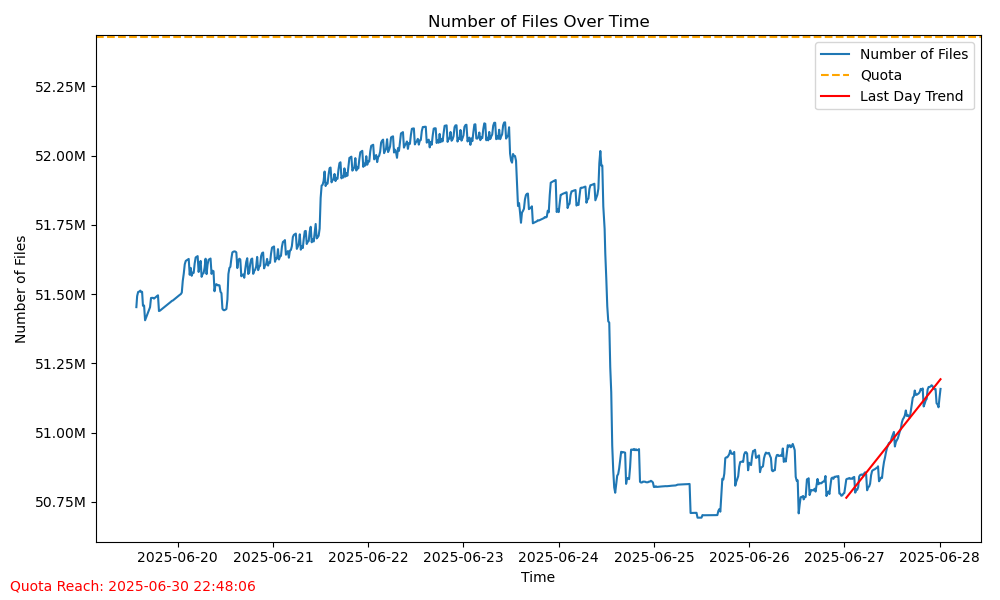 Number of Files Over Time
Number of Files
Quota
Last Day Trend
52.25M
52.00M
51.75M
51.50M
51.25M
51.00M
50.75M
Number of Files
2025-06-20 2025-06-21 2025-06-22 2025-06-23 2025-06-24 2025-06-25 2025-06-26 2025-06-27 2025-06-28
Time
Quota Reach: 2025-06-30 22:48:06